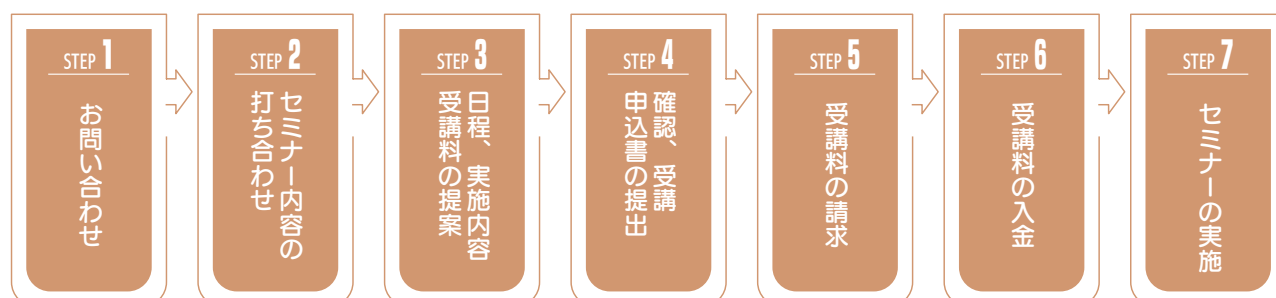 STEP 1
お問い合わせ
STEP 2
セミナー内容の
打ち合わせ
STEP 3
日程、実施内容
受講料の提案
STEP 4
確認、受講
申込書の提出
STEP 5
受講料の請求
STEP 6
受講料の入金
STEP 7
セミナーの実施